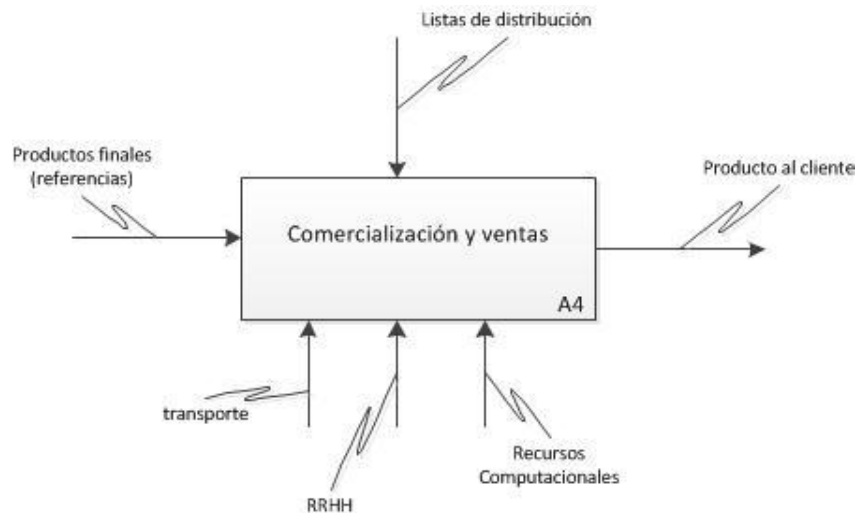 Listas de distribución
Productos finales
(referencias)
Producto al cliente
Comercialización y ventas
A4
transporte
RRHH
Recursos
Computacionales